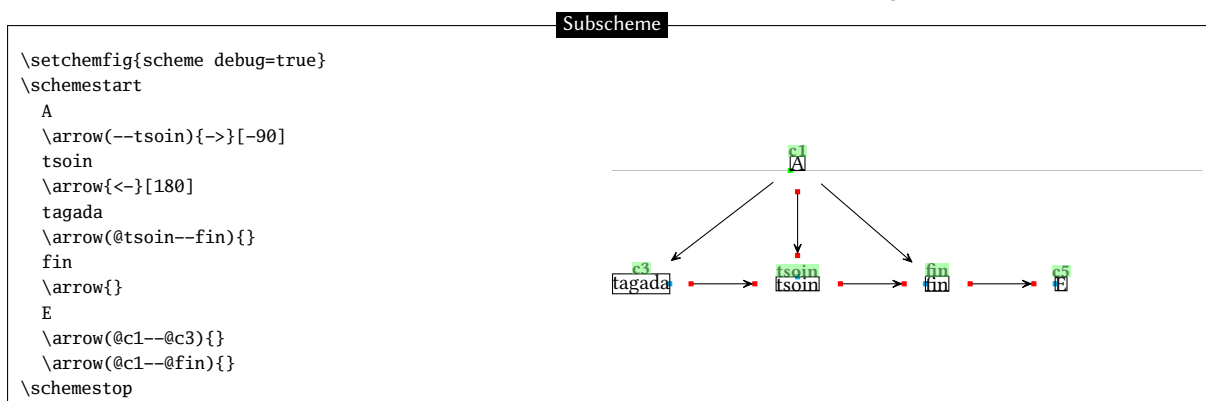 Subscheme
\setchemfig{scheme debug=true}
\schemestart
A
\arrow(--tsoin){->}[-90]
tsoin
\arrow{<-}[180]
tagada
\arrow(@tsoin--fin){}
fin
\arrow{}
E
\arrow(@c1--@c3){}
\arrow(@c1--@fin){}
\schemestop
c1
A
c3 tsoin fin c5
tagada tsoin fin E